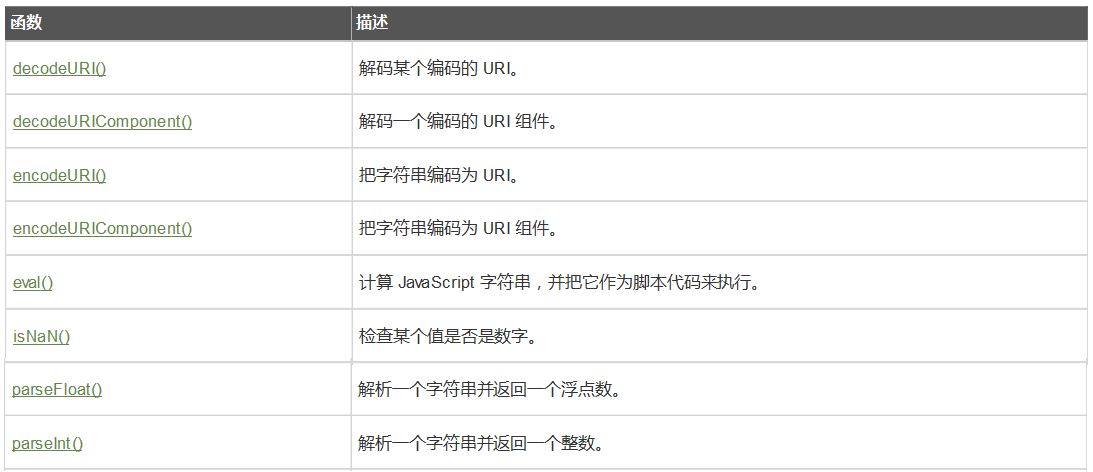 函数 描述
decodeURI() 解码某个编码的 URI。
decodeURIComponent() 解码一个编码的 URI 组件。
encodeURI() 把字符串编码为 URI。
encodeURIComponent() 把字符串编码为 URI 组件。
eval() 计算 JavaScript 字符串，并把它作为脚本代码来执行。
isNaN() 检查某个值是否是数字。
parseFloat() 解析一个字符串并返回一个浮点数。
parseInt() 解析一个字符串并返回一个整数。